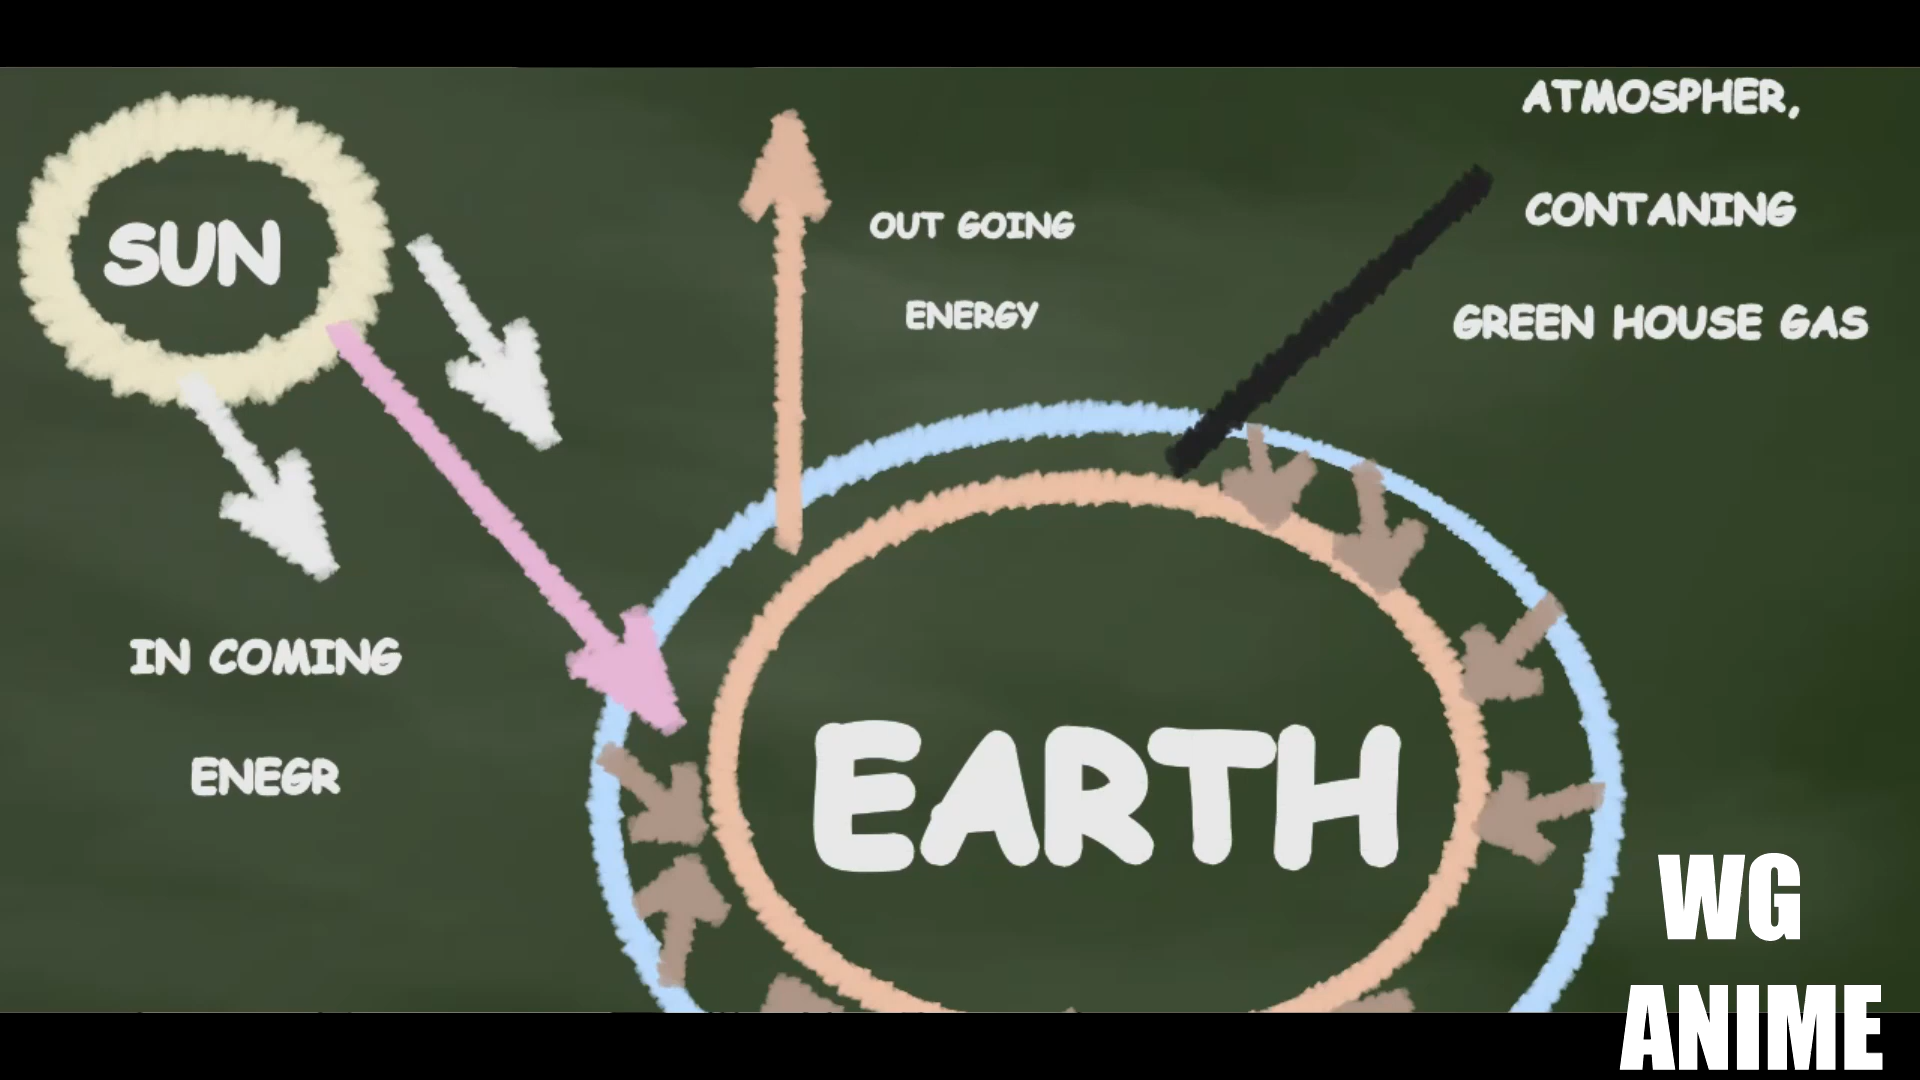 SUN
OUT GOING
ENERGY
ATMOSPHER,
CONTANING
GREEN HOUSE GAS
IN COMING
ENEGR
EARTH
WG
ANIME